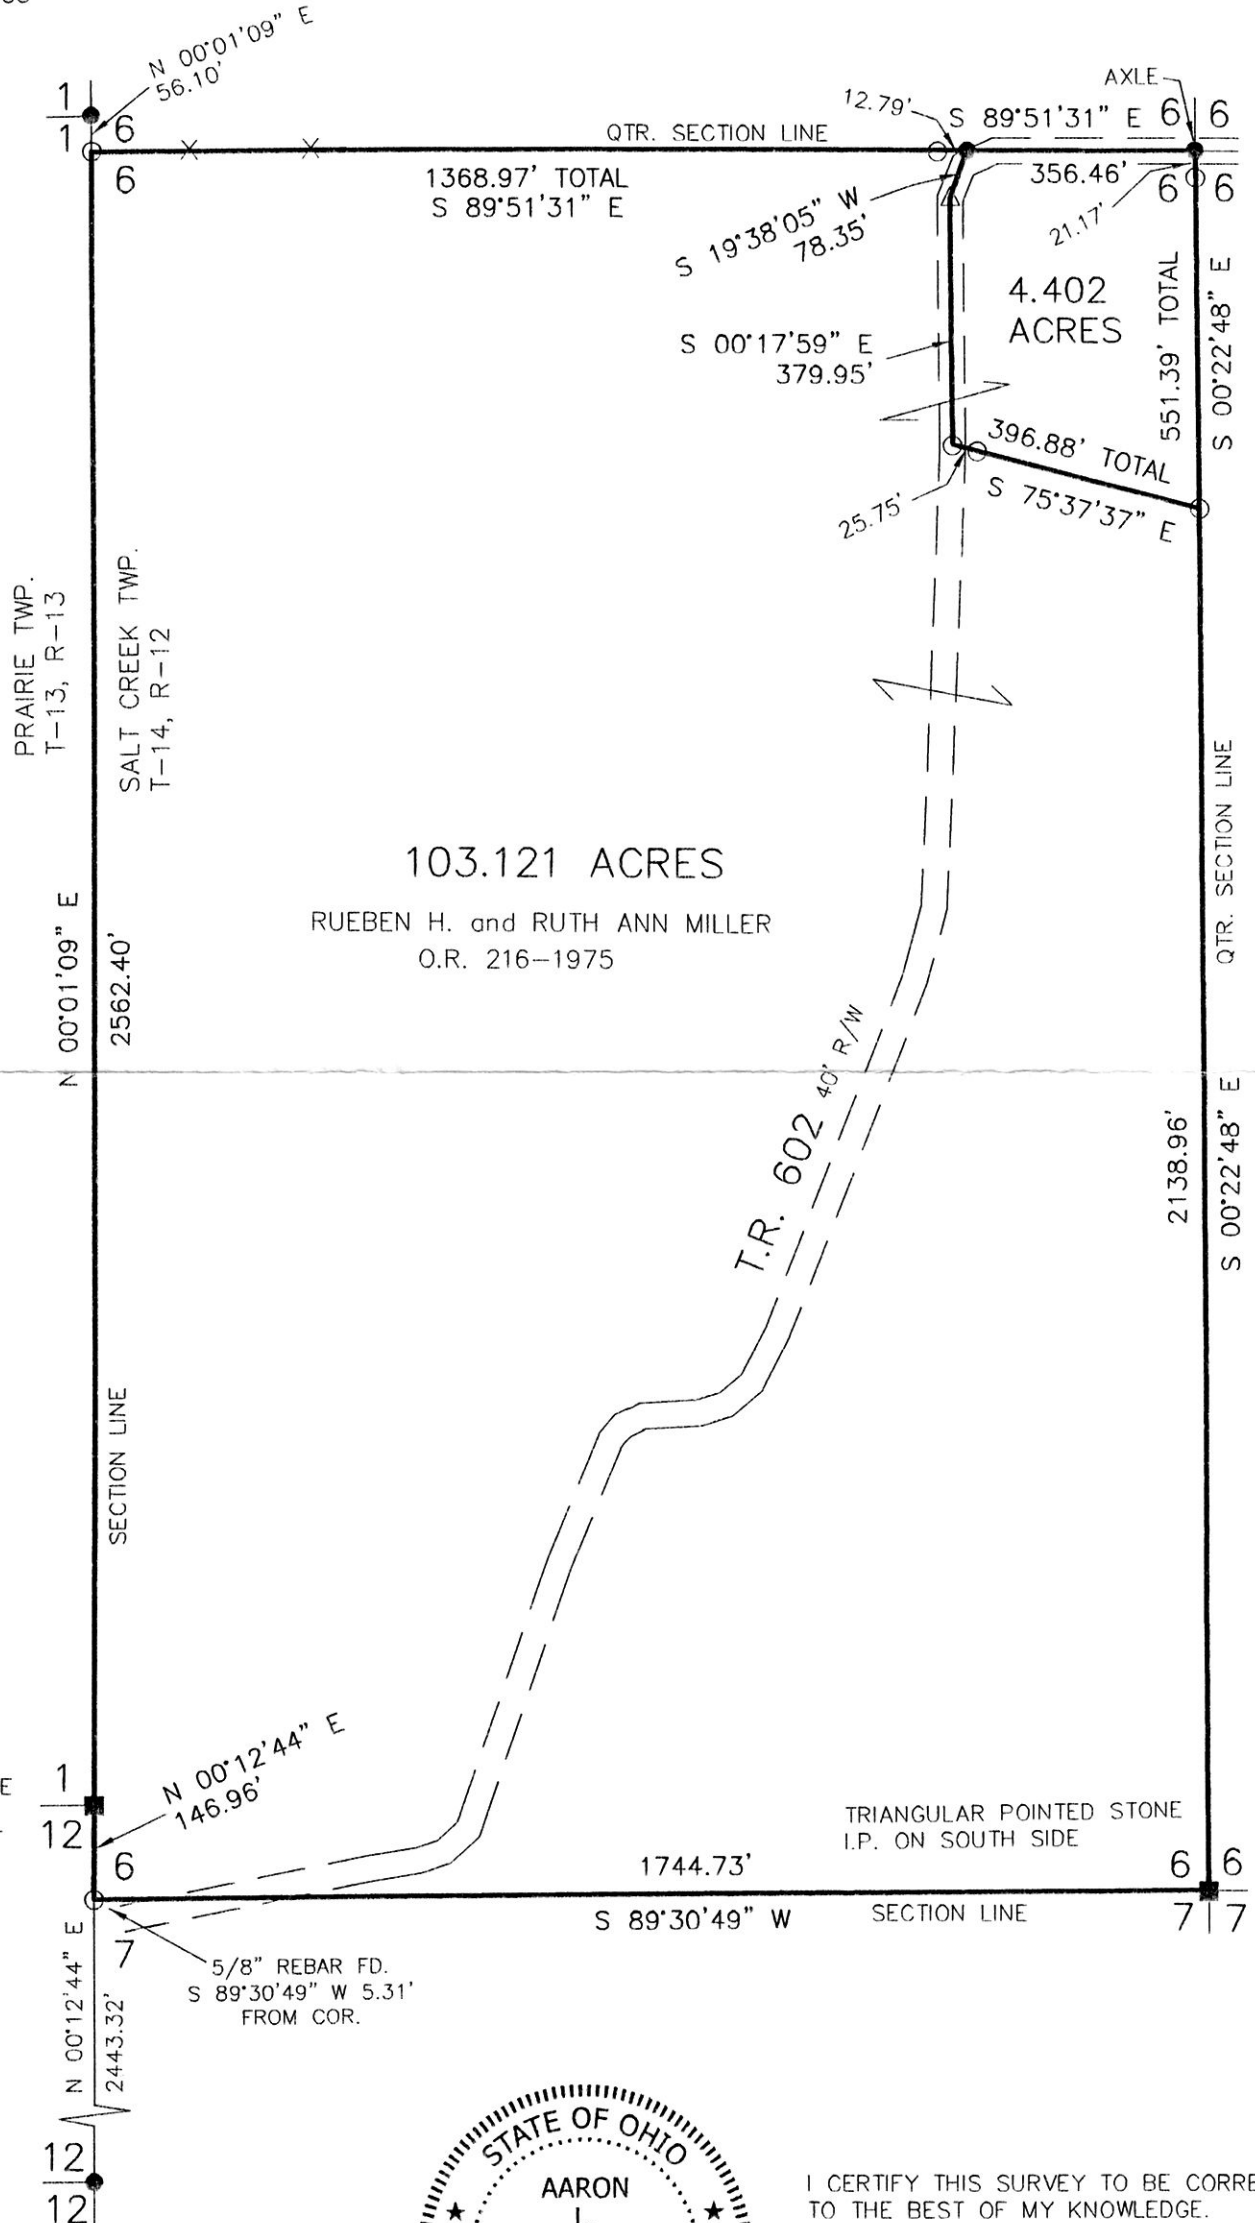 N 00°01'09" E
56.10'
1
1
6
6
QTR. SECTION LINE
1368.97' TOTAL
S 89°51'31" E
12.79'
S 89°51'31" E
AXLE
6 6
6 6
356.46'
21.17'
S 19°38'05" W
78.35'
4.402
ACRES
551.39' TOTAL
S 00°22'48" E
S 00°17'59" E
379.95'
396.88' TOTAL
S 75°37'37" E
25.75'
PRAIRIE TWP.
T-13, R-13
SALT CREEK TWP.
T-14, R-12
QTR. SECTION LINE
103.121 ACRES
RUEBEN H. and RUTH ANN MILLER
O.R. 216-1975
N 00°01'09" E
2562.40'
T.R. 602 40' R/W
2138.96'
S 00°22'48" E
SECTION LINE
N 00°12'44" E
146.96'
E
1
12
6
7
TRIANGULAR POINTED STONE
I.P. ON SOUTH SIDE
1744.73'
S 89°30'49" W
SECTION LINE
6 6
7 7
5/8" REBAR FD.
S 89°30'49" W 5.31'
FROM COR.
N 00°12'44" E
2443.32'
12
12
STATE OF OHIO
AARON
I CERTIFY THIS SURVEY TO BE CORRE
TO THE BEST OF MY KNOWLEDGE.